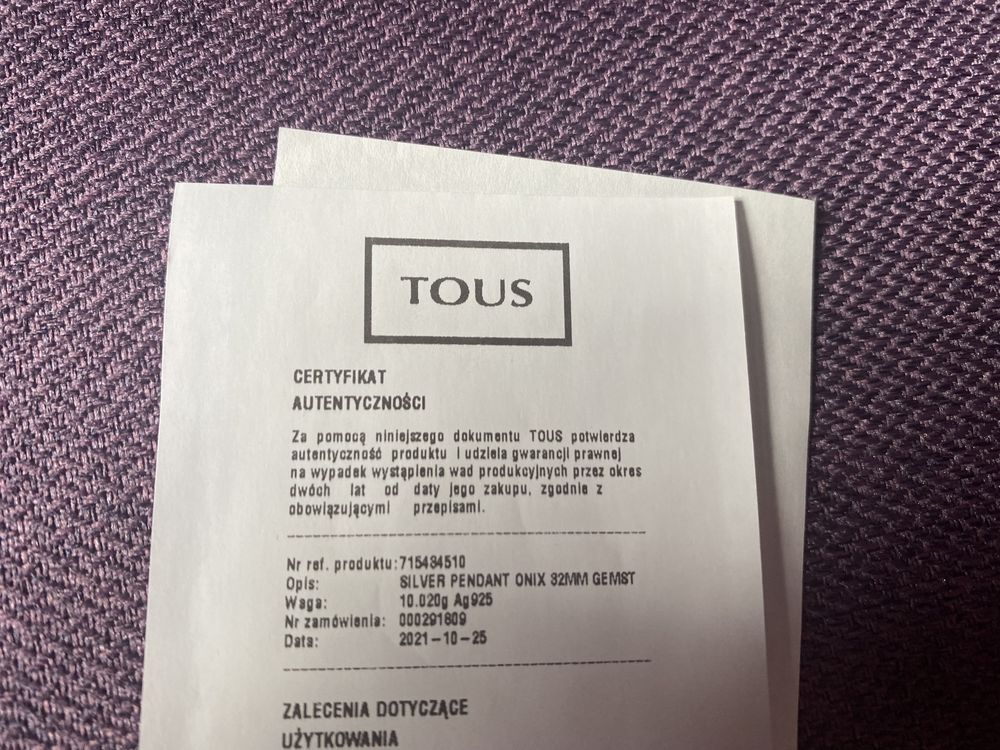 TOUS
CERTYFIKAT
AUTENTYCZNOŚCI
Za pomocą niniejszego dokumentu TOUS potwierdza
autentyczność produktu i udziela gwarancji prawnej
na wypadek wystąpienia wad produkcyjnych przez okres
dwóch lat od daty jego zakupu, zgodnie z
obowiązującymi przepisami.
Nr ref. produktu: 715434510
Opis: SILVER PENDANT ONIX 32MM GEMST
Waga: 10.020g Ag925
Nr zamówienia: 000291809
Data: 2021-10-25
ZALECENIA DOTYCZĄCE
UŻYTKOWANIA